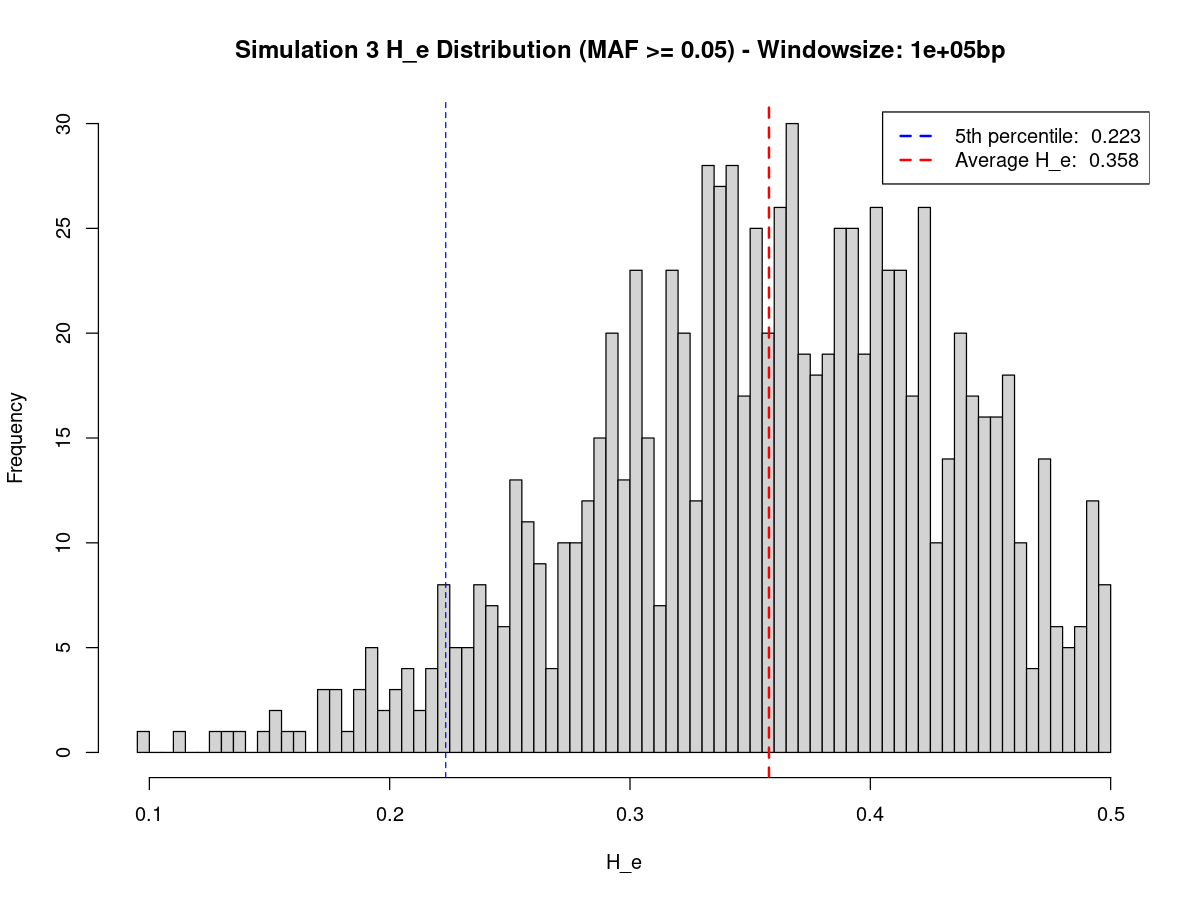 Simulation 3 H_e Distribution (MAF >= 0.05) - Windowsize: 1e+05bp
5th percentile: 0.223
Average H_e: 0.358
Frequency
30
25
20
15
10
5
0
0.1 0.2 0.3 0.4 0.5
H_e